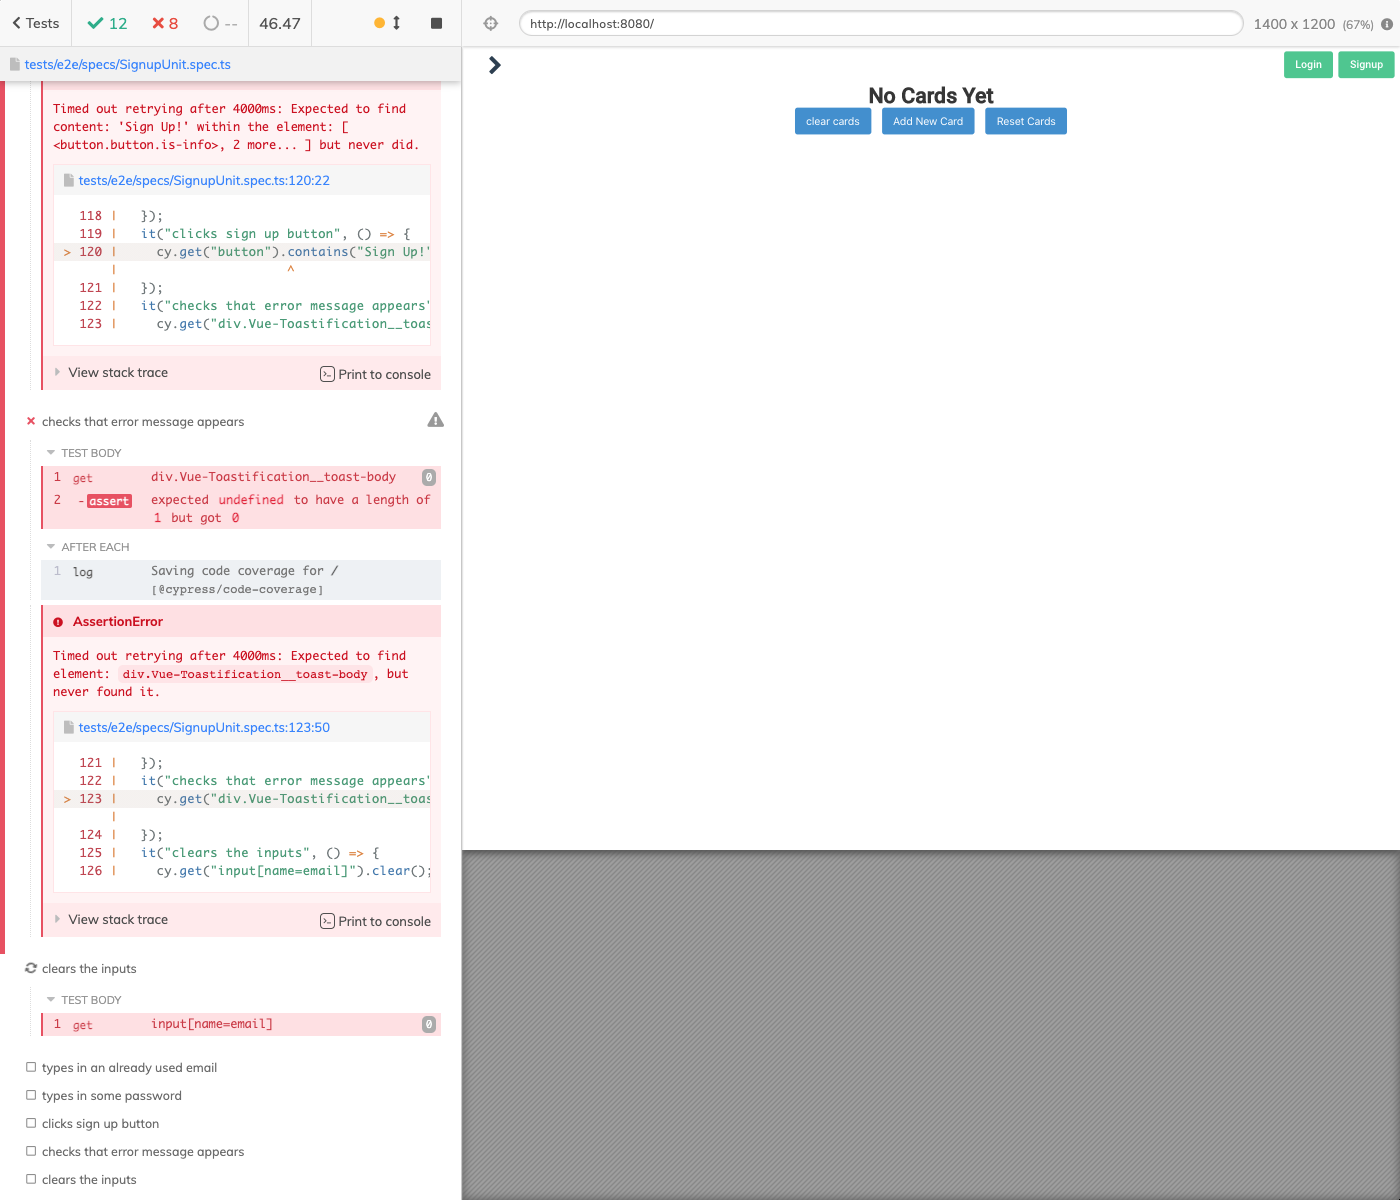 Tests
12
8
--
46.47
http://localhost:8080/
1400 x 1200 (67%)
tests/e2e/specs/SignupUnit.spec.ts
Login
Signup
No Cards Yet
clear cards
Add New Card
Reset Cards
Timed out retrying after 4000ms: Expected to find
content: 'Sign Up!' within the element: [
<button.button.is-info>, 2 more... ] but never did.
tests/e2e/specs/SignupUnit.spec.ts:120:22
118 | });
119 | it("clicks sign up button", () => {
> 120 | cy.get("button").contains("Sign Up!"
| ^
121 | });
122 | it("checks that error message appears"
123 | cy.get("div.Vue-Toastification__toas
View stack trace
Print to console
checks that error message appears
TEST BODY
1 get div.Vue-Toastification__toast-body 0
2 -assert expected undefined to have a length of
1 but got 0
AFTER EACH
1 log Saving code coverage for /
[@cypress/code-coverage]
AssertionError
Timed out retrying after 4000ms: Expected to find
element: div.Vue-Toastification__toast-body, but
never found it.
tests/e2e/specs/SignupUnit.spec.ts:123:50
121 | });
122 | it("checks that error message appears"
> 123 | cy.get("div.Vue-Toastification__toas
|
124 | });
125 | it("clears the inputs", () => {
126 | cy.get("input[name=email]").clear();
View stack trace
Print to console
clears the inputs
TEST BODY
1 get input[name=email] 0
types in an already used email
types in some password
clicks sign up button
checks that error message appears
clears the inputs